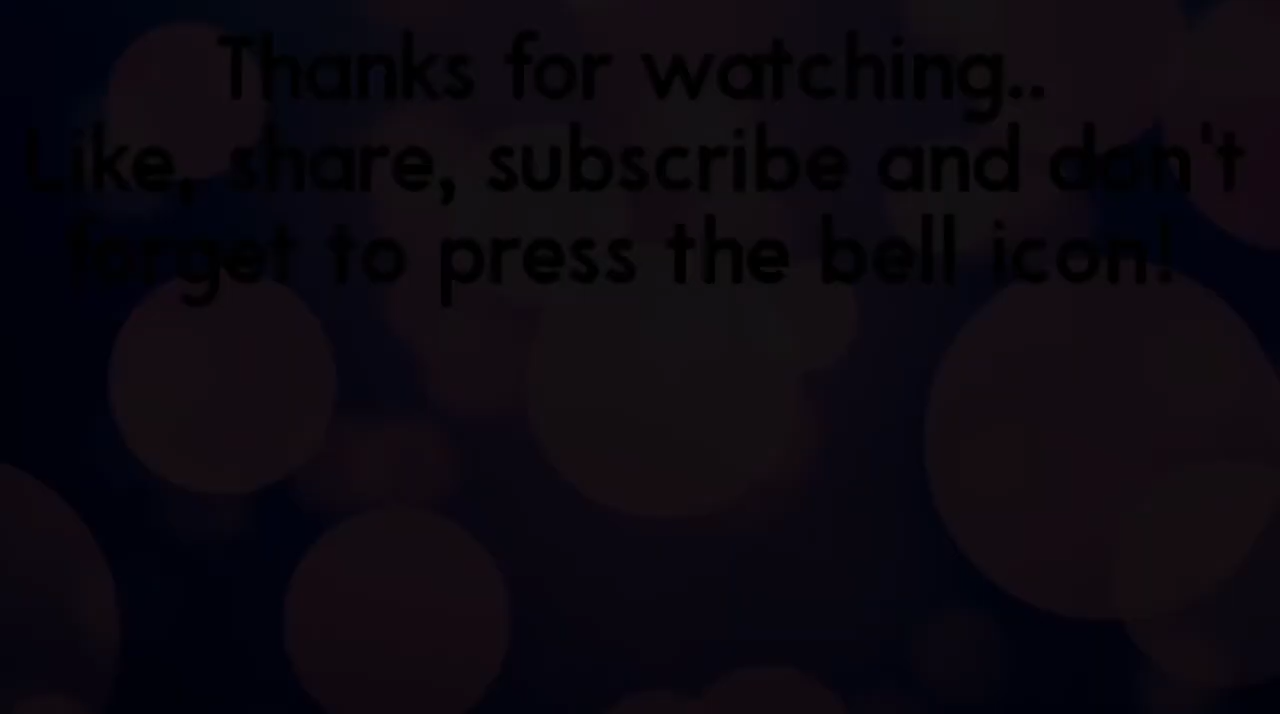 Thanks for watching..
Like, share, subscribe and don't
forget to press the bell icon!